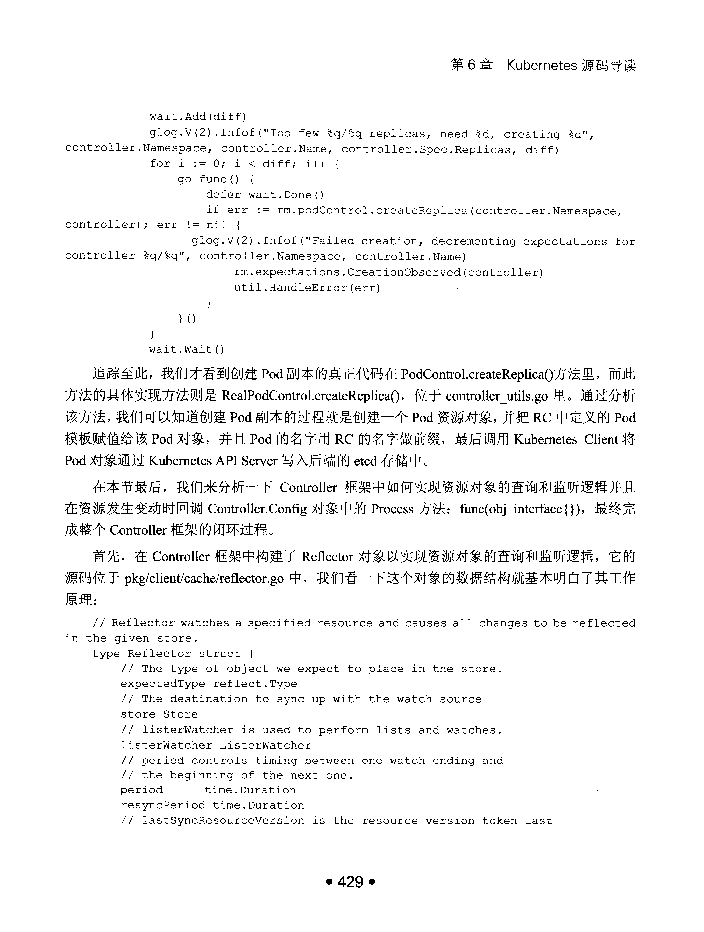 第 6 章　Kubernetes 源码导读
wait.Add(diff)
glog.V(2).Infof("Too few %q/%q replicas, need %d, creating %d",
controller.Namespace, controller.Name, controller.Spec.Replicas, diff)
for i := 0; i < diff; i++ {
go func() {
defer wait.Done()
if err := rm.podControl.createReplica(controller.Namespace,
controller); err != nil {
glog.V(2).Infof("Failed creation, decrementing expectations for
controller %q/%q", controller.Namespace, controller.Name)
rm.expectations.CreationObserved(controller)
util.HandleError(err)
}
}()
}
wait.Wait()
追踪至此，我们才看到创建 Pod 副本的真正代码在 PodControl.createReplica()方法里，而此
方法的具体实现方法则是 RealPodControl.createReplica()，位于 controller_utils.go 里。通过分析
该方法，我们可以知道创建 Pod 副本的过程就是创建一个 Pod 资源对象，并把 RC 中定义的 Pod
模板赋值给该 Pod 对象，并且 Pod 的名字用 RC 的名字做前缀，最后调用 Kubernetes Client 将
Pod 对象通过 Kubernetes API Server 写入后端的 etcd 存储中。
在本节最后，我们来分析一下 Controller 框架中如何实现资源对象的查询和监听逻辑并且
在资源发生变动时回调 Controller.Config 对象中的 Process 方法：func(obj interface{})，最终完
成整个 Controller 框架的闭环过程。
首先，在 Controller 框架中构建了 Reflector 对象以实现资源对象的查询和监听逻辑，它的
源码位于 pkg/client/cache/reflector.go 中，我们看一下这个对象的数据结构就基本明白了其工作
原理：
// Reflector watches a specified resource and causes all changes to be reflected
in the given store.
type Reflector struct {
// The type of object we expect to place in the store.
expectedType reflect.Type
// The destination to sync up with the watch source
store Store
// listerWatcher is used to perform lists and watches.
listerWatcher ListerWatcher
// period controls timing between one watch ending and
// the beginning of the next one.
period time.Duration
resyncPeriod time.Duration
// lastSyncResourceVersion is the resource version token last
• 429 •